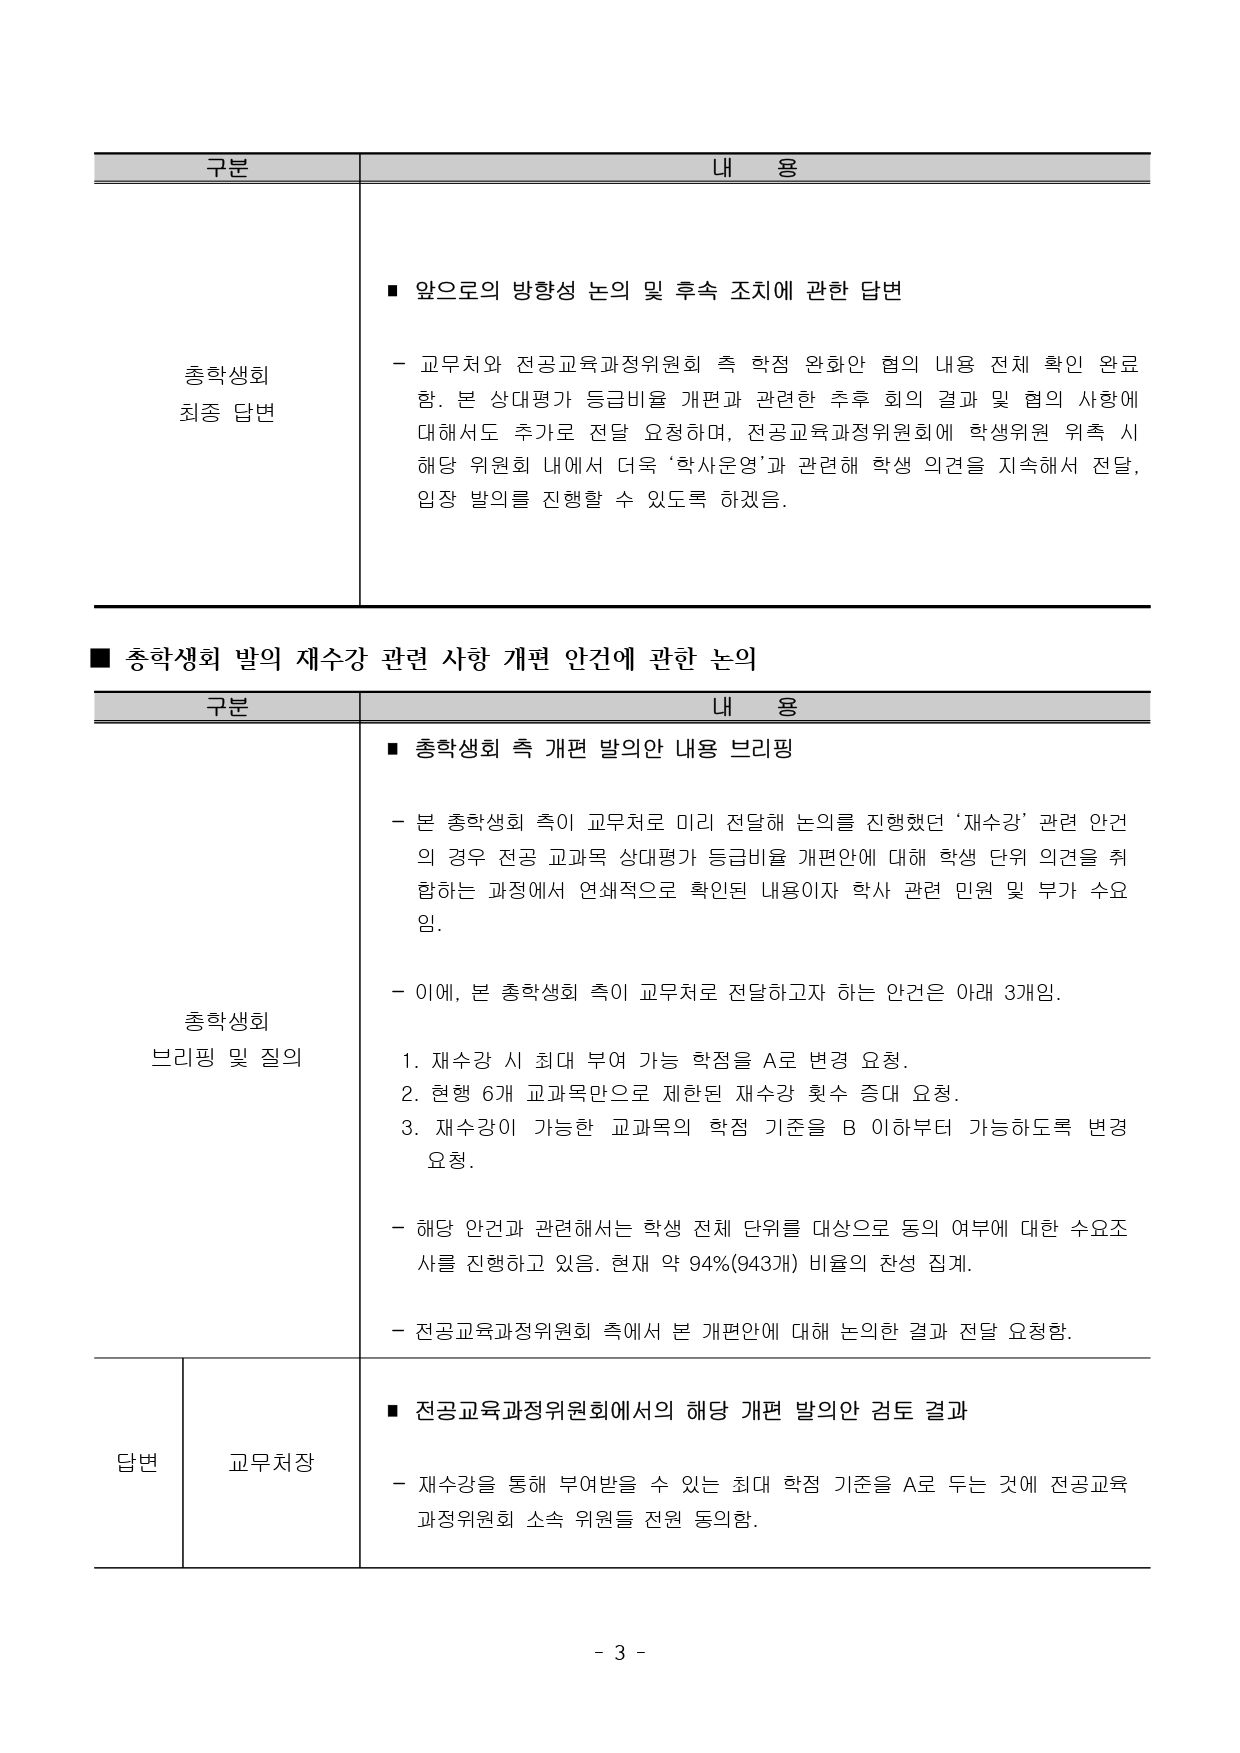 구분 내 용
총학생회
최종 답변
■ 앞으로의 방향성 논의 및 후속 조치에 관한 답변
- 교무처와 전공교육과정위원회 측 학점 완화안 협의 내용 전체 확인 완료
함. 본 상대평가 등급비율 개편과 관련한 추후 회의 결과 및 협의 사항에
대해서도 추가로 전달 요청하며, 전공교육과정위원회에 학생위원 위촉 시
해당 위원회 내에서 더욱 ‘학사운영’과 관련해 학생 의견을 지속해서 전달,
입장 발의를 진행할 수 있도록 하겠음.
■ 총학생회 발의 재수강 관련 사항 개편 안건에 관한 논의
구분 내 용
총학생회
브리핑 및 질의
■ 총학생회 측 개편 발의안 내용 브리핑
- 본 총학생회 측이 교무처로 미리 전달해 논의를 진행했던 ‘재수강’ 관련 안건
의 경우 전공 교과목 상대평가 등급비율 개편안에 대해 학생 단위 의견을 취
합하는 과정에서 연쇄적으로 확인된 내용이자 학사 관련 민원 및 부가 수요
임.
- 이에, 본 총학생회 측이 교무처로 전달하고자 하는 안건은 아래 3개임.
1. 재수강 시 최대 부여 가능 학점을 A로 변경 요청.
2. 현행 6개 교과목만으로 제한된 재수강 횟수 증대 요청.
3. 재수강이 가능한 교과목의 학점 기준을 B 이하부터 가능하도록 변경
요청.
- 해당 안건과 관련해서는 학생 전체 단위를 대상으로 동의 여부에 대한 수요조
사를 진행하고 있음. 현재 약 94%(943개) 비율의 찬성 집계.
- 전공교육과정위원회 측에서 본 개편안에 대해 논의한 결과 전달 요청함.
답변 교무처장
■ 전공교육과정위원회에서의 해당 개편 발의안 검토 결과
- 재수강을 통해 부여받을 수 있는 최대 학점 기준을 A로 두는 것에 전공교육
과정위원회 소속 위원들 전원 동의함.
- 3 -